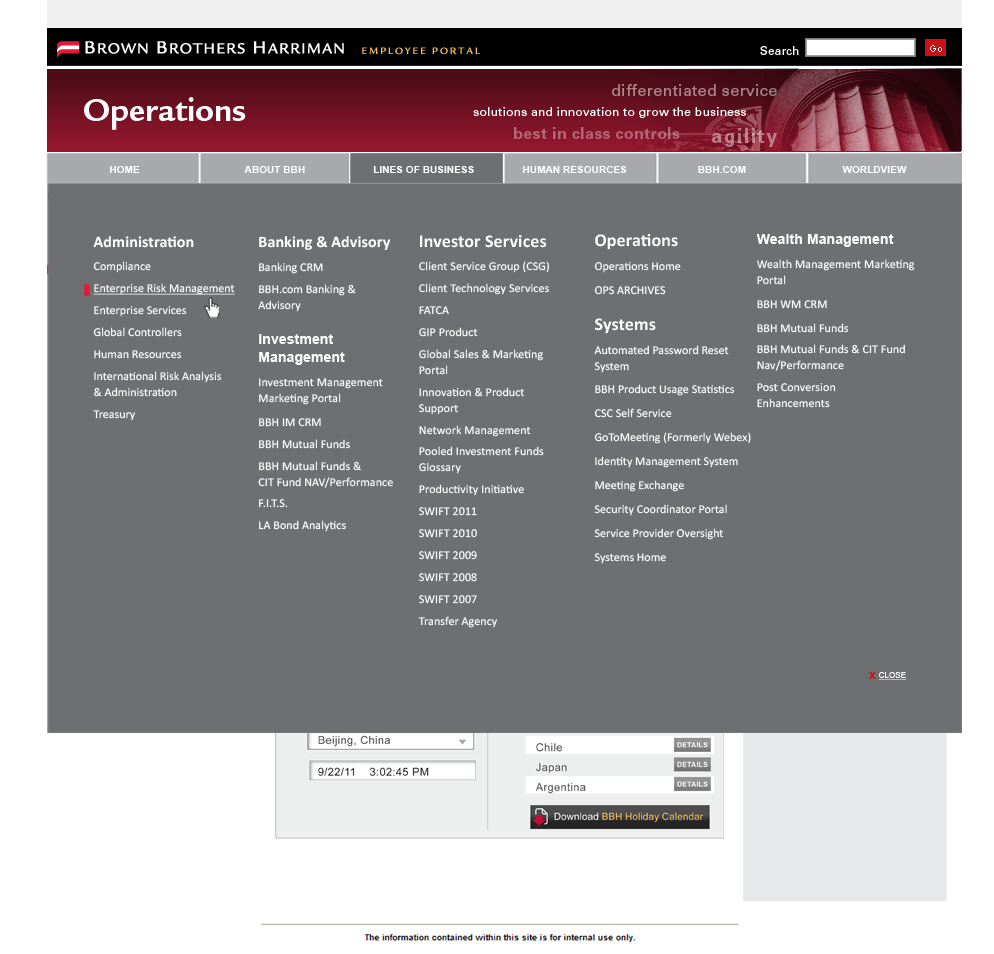 BROWN BROTHERS HARRIMAN EMPLOYEE PORTAL
Search
Go
Operations
differentiated service
solutions and innovation to grow the business
best in class controls
agility
HOME
ABOUT BBH
LINES OF BUSINESS
HUMAN RESOURCES
BBH.COM
WORLDVIEW
Administration
Compliance
Enterprise Risk Management
Enterprise Services
Global Controllers
Human Resources
International Risk Analysis
& Administration
Treasury
Banking & Advisory
Banking CRM
BBH.com Banking &
Advisory
Investment
Management
Investment Management
Marketing Portal
BBH IM CRM
BBH Mutual Funds
BBH Mutual Funds &
CIT Fund NAV/Performance
F.I.T.S.
LA Bond Analytics
Investor Services
Client Service Group (CSG)
Client Technology Services
FATCA
GIP Product
Global Sales & Marketing
Portal
Innovation & Product
Support
Network Management
Pooled Investment Funds
Glossary
Productivity Initiative
SWIFT 2011
SWIFT 2010
SWIFT 2009
SWIFT 2008
SWIFT 2007
Transfer Agency
Operations
Operations Home
OPS ARCHIVES
Systems
Automated Password Reset
System
BBH Product Usage Statistics
CSC Self Service
GoToMeeting (Formerly Webex)
Identity Management System
Meeting Exchange
Security Coordinator Portal
Service Provider Oversight
Systems Home
Wealth Management
Wealth Management Marketing
Portal
BBH WM CRM
BBH Mutual Funds
BBH Mutual Funds & CIT Fund
Nav/Performance
Post Conversion
Enhancements
X CLOSE
Beijing, China
9/22/11 3:02:45 PM
Chile DETAILS
Japan DETAILS
Argentina DETAILS
Download BBH Holiday Calendar
The information contained within this site is for internal use only.